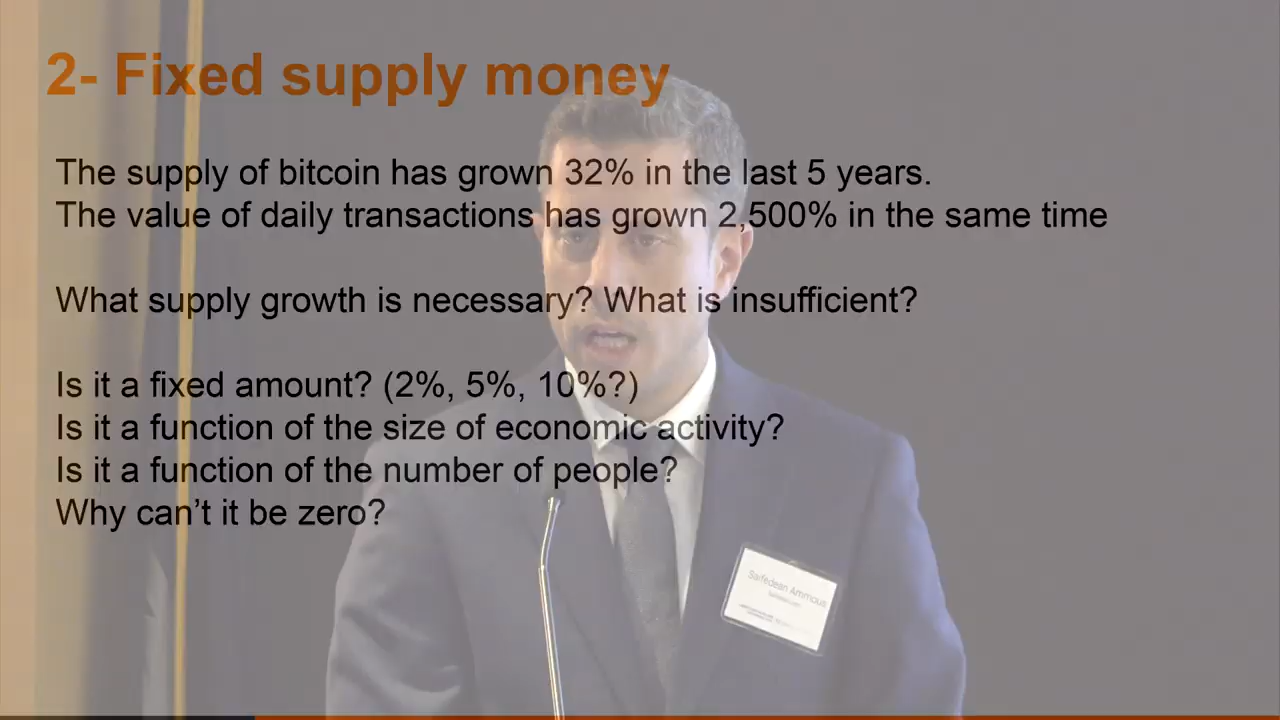 2- Fixed supply money
The supply of bitcoin has grown 32% in the last 5 years.
The value of daily transactions has grown 2,500% in the same time
What supply growth is necessary? What is insufficient?
Is it a fixed amount? (2%, 5%, 10%?)
Is it a function of the size of economic activity?
Is it a function of the number of people?
Why can't it be zero?
Saifedean Ammous